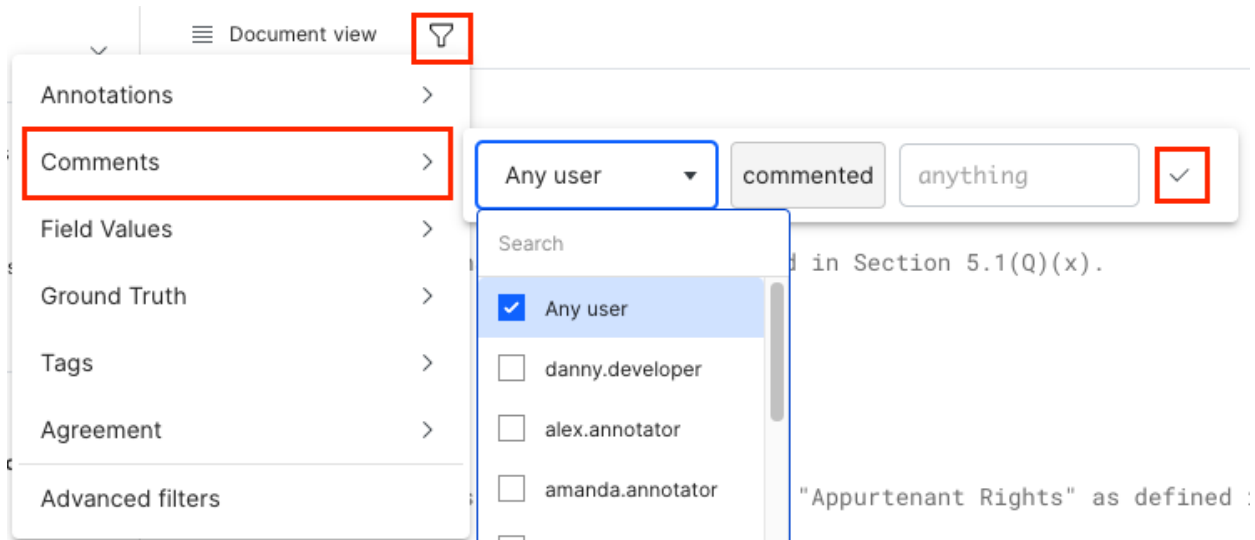 Document view
Annotations
Comments
Any user
commented
anything
Field Values
Search
in Section 5.1(Q)(x).
Ground Truth
Any user
Tags
danny.developer
Agreement
alex.annotator
Advanced filters
amanda.annotator
"Appurtenant Rights" as defined